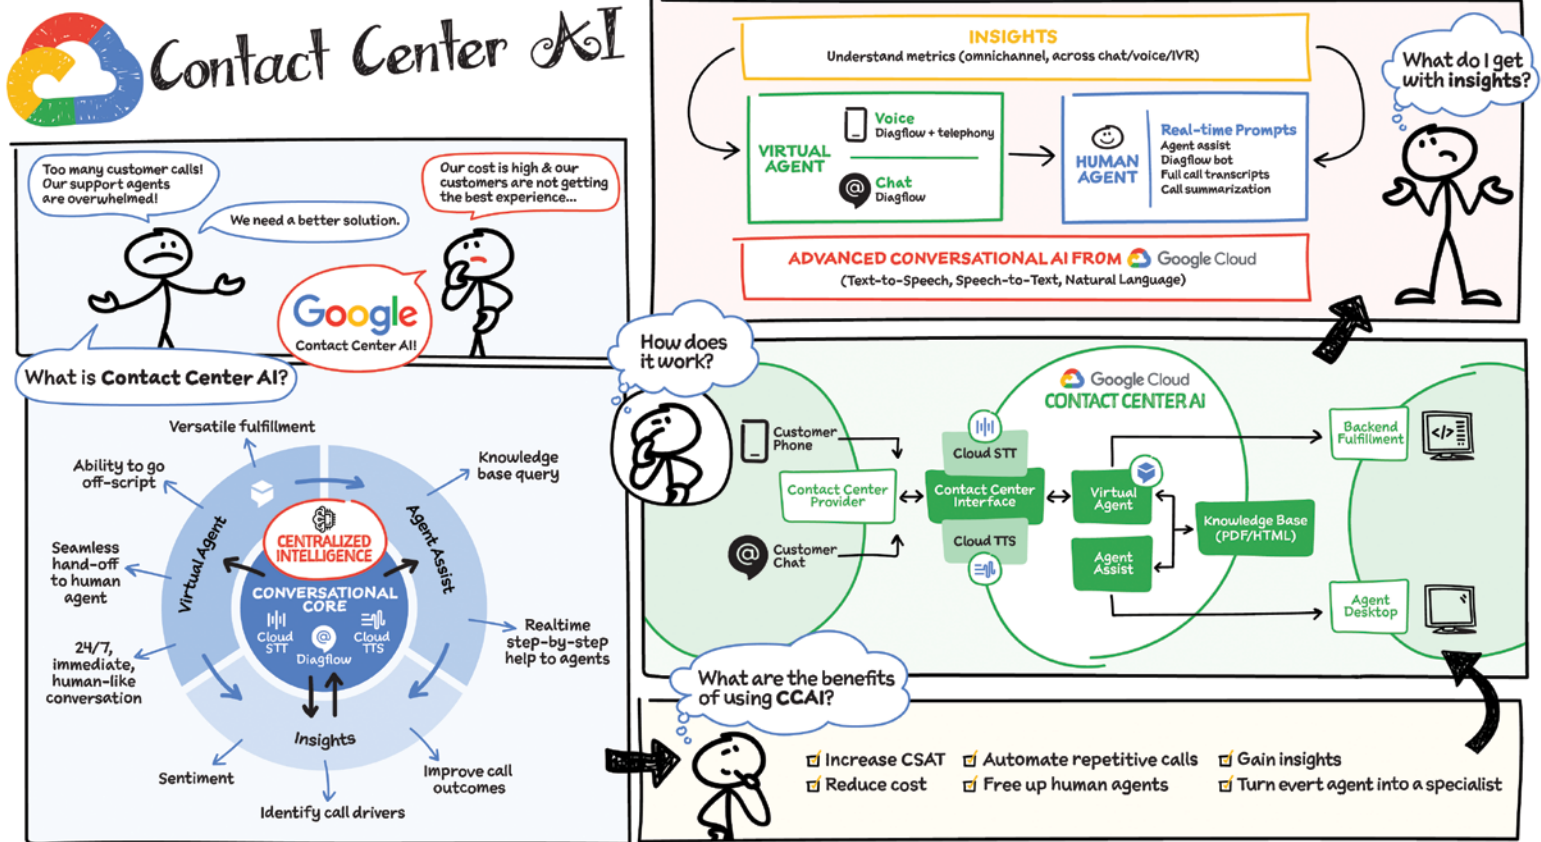 Contact Center AI
Too many customer calls!
Our support agents
are overwhelmed!
We need a better solution.
Our cost is high & our
customers are not getting
the best experience...
Google
Contact Center AI!
What is Contact Center AI?
Versatile fulfillment
Ability to go
off-script
Seamless
hand-off
to human
agent
24/7,
immediate,
human-like
conversation
Knowledge
base query
Realtime
step-by-step
help to agents
Sentiment
Identify call drivers
Improve call
outcomes
Virtual Agent
Agent Assist
Insights
CENTRALIZED
INTELLIGENCE
CONVERSATIONAL
CORE
Cloud
STT
Diagflow
Cloud
TTS
INSIGHTS
Understand metrics (omnichannel, across chat/voice/IVR)
VIRTUAL
AGENT
Voice
Diagflow + telephony
Chat
Diagflow
HUMAN
AGENT
Real-time Prompts
Agent assist
Diagflow bot
Full call transcripts
Call summarization
ADVANCED CONVERSATIONAL AI FROM Google Cloud
(Text-to-Speech, Speech-to-Text, Natural Language)
What do I get
with insights?
How does
it work?
Google Cloud
CONTACT CENTER AI
Customer
Phone
Contact Center
Provider
Customer
Chat
Cloud STT
Contact Center
Interface
Cloud TTS
Virtual
Agent
Agent
Assist
Knowledge Base
(PDF/HTML)
Backend
Fulfillment
</>
Agent
Desktop
What are the benefits
of using CCAI?
Increase CSAT
Automate repetitive calls
Gain insights
Reduce cost
Free up human agents
Turn evert agent into a specialist